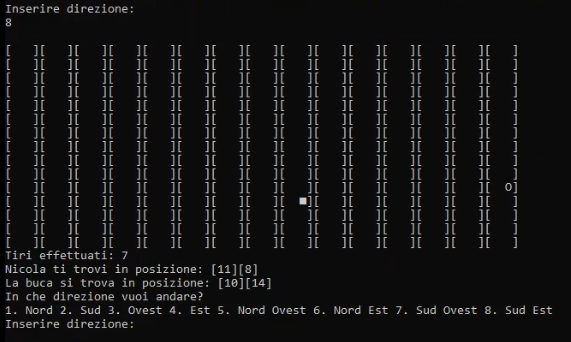 Inserire direzione:
8
[   ][   ][   ][   ][   ][   ][   ][   ][   ][   ][   ][   ][   ][   ][   ]
[   ][   ][   ][   ][   ][   ][   ][   ][   ][   ][   ][   ][   ][   ][   ]
[   ][   ][   ][   ][   ][   ][   ][   ][   ][   ][   ][   ][   ][   ][   ]
[   ][   ][   ][   ][   ][   ][   ][   ][   ][   ][   ][   ][   ][   ][   ]
[   ][   ][   ][   ][   ][   ][   ][   ][   ][   ][   ][   ][   ][   ][   ]
[   ][   ][   ][   ][   ][   ][   ][   ][   ][   ][   ][   ][   ][   ][   ]
[   ][   ][   ][   ][   ][   ][   ][   ][   ][   ][   ][   ][   ][   ][   ]
[   ][   ][   ][   ][   ][   ][   ][   ][   ][   ][   ][   ][   ][   ][   ]
[   ][   ][   ][   ][   ][   ][   ][   ][   ][   ][   ][   ][   ][   ][   ]
[   ][   ][   ][   ][   ][   ][   ][   ][   ][   ][   ][   ][   ][   ][   ]
[   ][   ][   ][   ][   ][   ][   ][   ][   ][   ][   ][   ][   ][   ][  O]
[   ][   ][   ][   ][   ][   ][   ][   ][  ■][   ][   ][   ][   ][   ][   ]
[   ][   ][   ][   ][   ][   ][   ][   ][   ][   ][   ][   ][   ][   ][   ]
[   ][   ][   ][   ][   ][   ][   ][   ][   ][   ][   ][   ][   ][   ][   ]
[   ][   ][   ][   ][   ][   ][   ][   ][   ][   ][   ][   ][   ][   ][   ]
Tiri effettuati: 7
Nicola ti trovi in posizione: [11][8]
La buca si trova in posizione: [10][14]
In che direzione vuoi andare?
1. Nord 2. Sud 3. Ovest 4. Est 5. Nord Ovest 6. Nord Est 7. Sud Ovest 8. Sud Est
Inserire direzione: